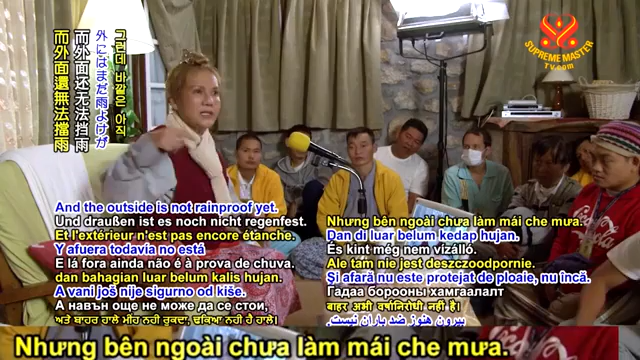 그런데 바깥은 아직
外にはまだ雨よけが
而外面还无法挡雨
而外面還無法擋雨
SUPREME MASTER
TV.com
And the outside is not rainproof yet.
Und draußen ist es noch nicht regenfest.
Et l'extérieur n'est pas encore étanche.
Y afuera todavía no está
E lá fora ainda não é à prova de chuva.
dan bahagian luar belum kalis hujan.
A vani još nije sigurno od kiše.
А навън още не може да се стои,
ਅਤੇ ਬਾਹਰ ਹਾਲੇ ਮੀਂਹ ਨਹੀਂ ਰੁਕਦਾ, ਢਕਿਆ ਨਹੀਂ ਹੈ ਹਾਲੇ।
Nhưng bên ngoài chưa làm mái che mưa.
Dan di luar belum kedap hujan.
És kint még nem vízálló.
Ale tam nie jest deszczoodpornie.
Și afară nu este protejat de ploaie, nu încă.
Гадаа борооны хамгаалалт
बाहर अभी वर्षानिरोधी नहीं है।
بیرون هنوز ضد باران نیست.
Coca-Cola
Nhưng bên ngoài chưa làm mái che mưa.